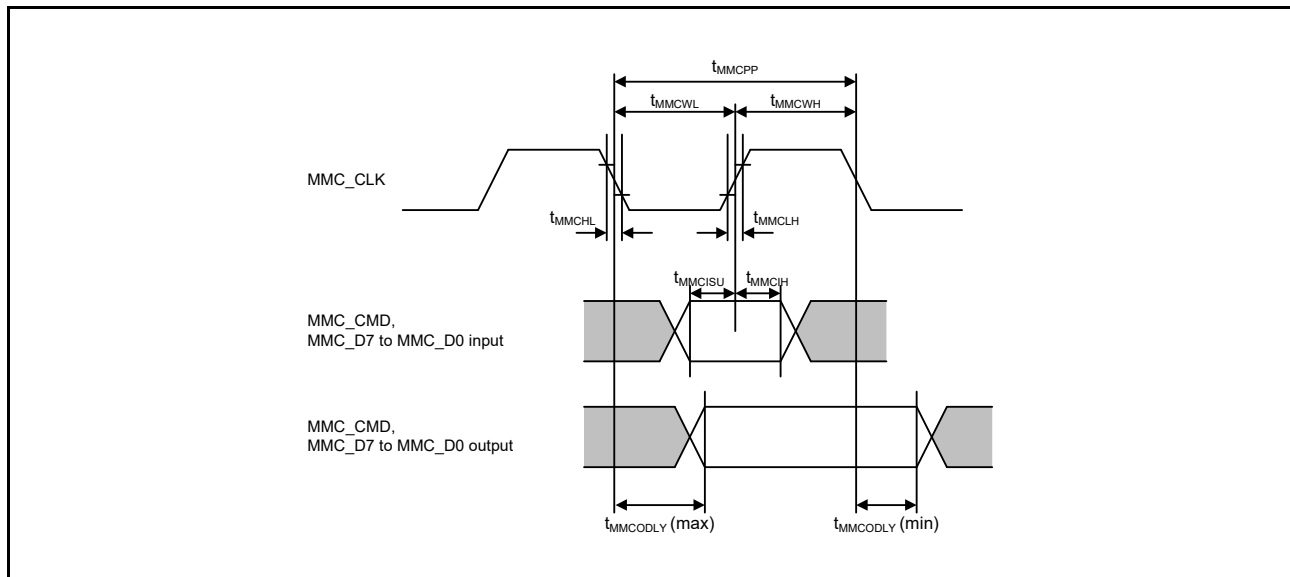 tMMCPP
tMMCWL
tMMCWH
MMC_CLK
tMMCHL
tMMCLH
tMMCISU
tMMCIH
MMC_CMD,
MMC_D7 to MMC_D0 input
MMC_CMD,
MMC_D7 to MMC_D0 output
tMMCODLY (max)
tMMCODLY (min)